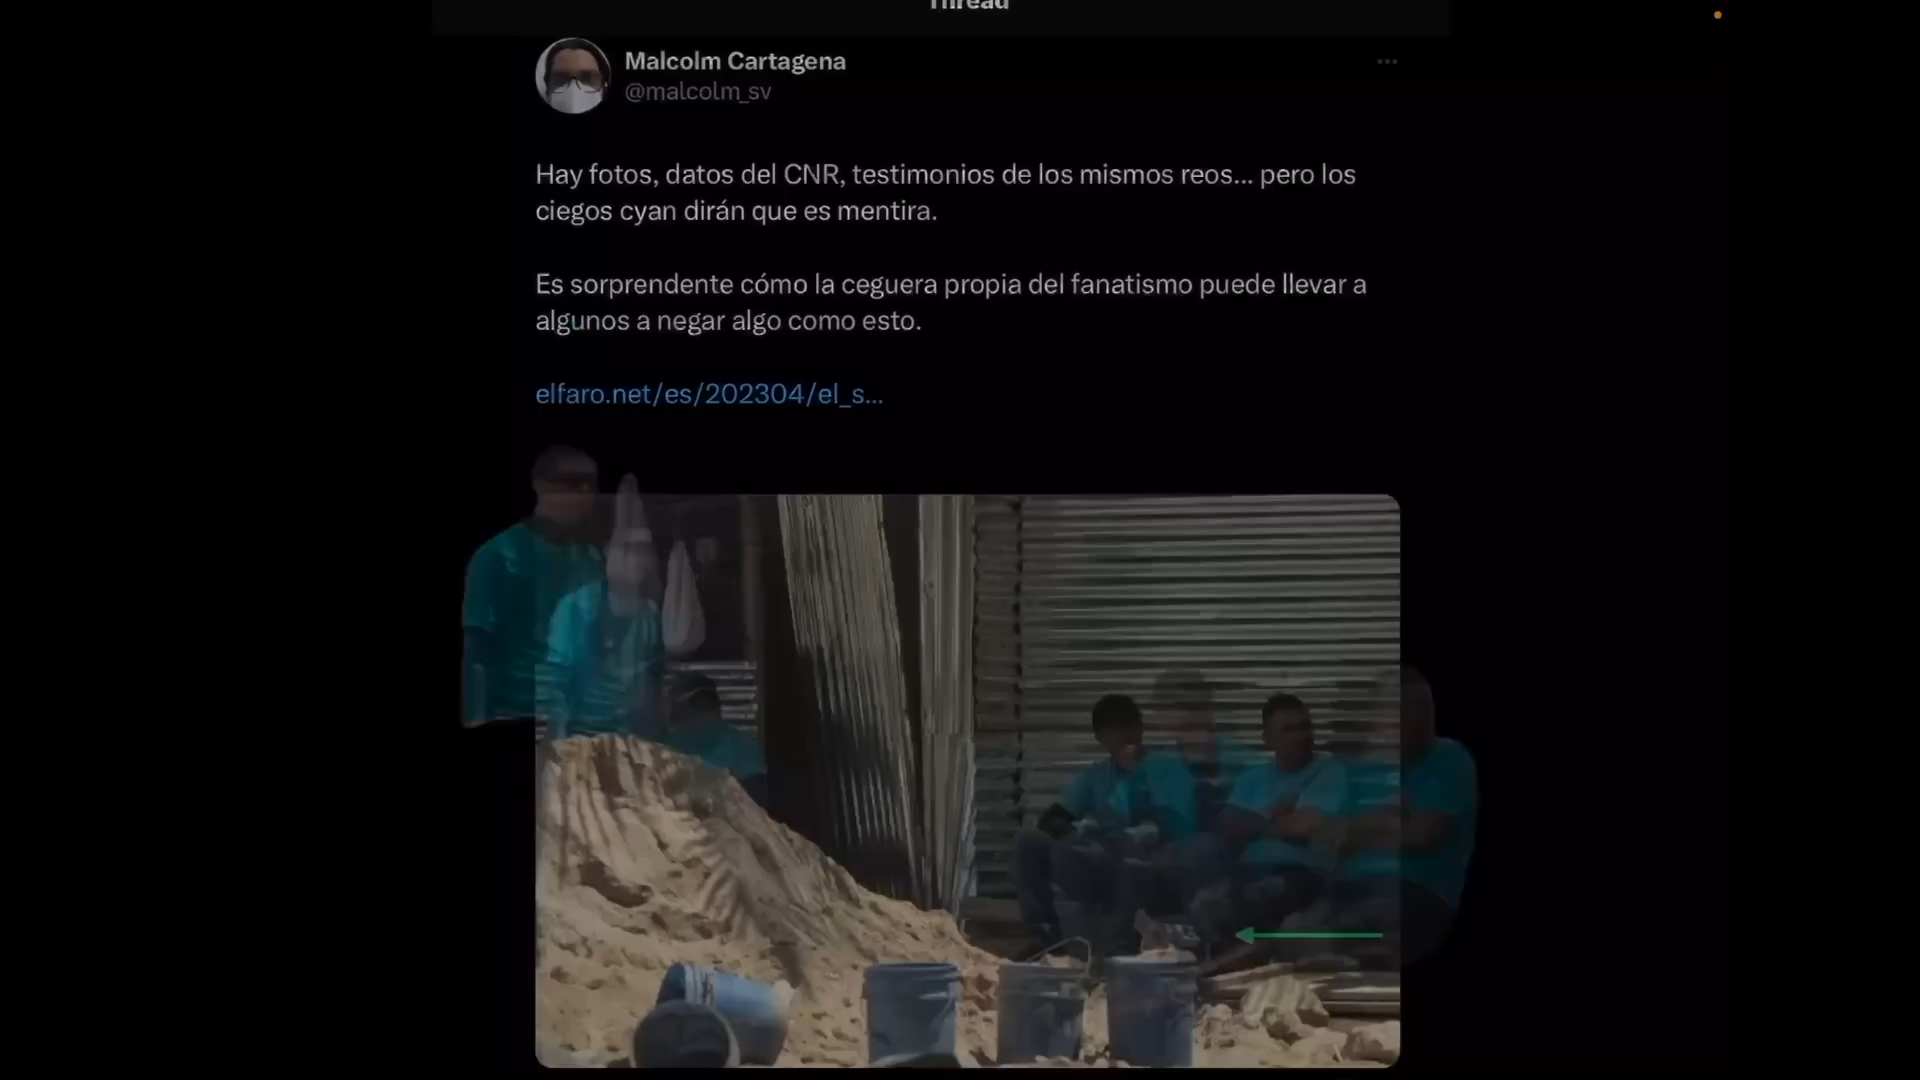 Thread
Malcolm Cartagena
@malcolm_sv
Hay fotos, datos del CNR, testimonios de los mismos reos... pero los
ciegos cyan dirán que es mentira.
Es sorprendente cómo la ceguera propia del fanatismo puede llevar a
algunos a negar algo como esto.
elfaro.net/es/202304/el_s...